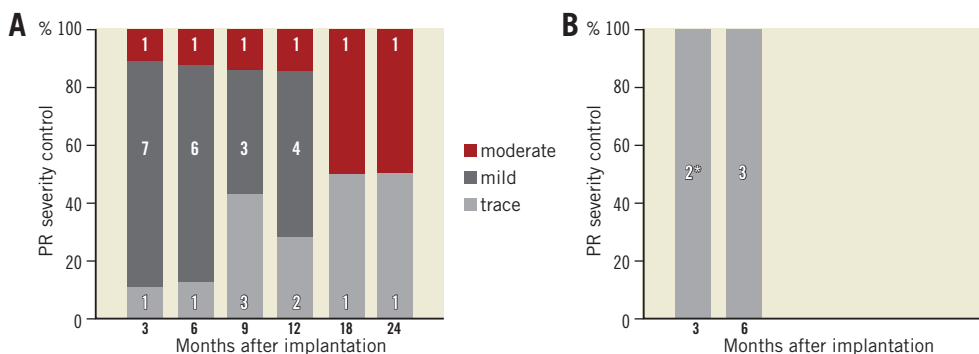 A
% 100
80
60
40
20
0
PR severity control
1 1 1 1 1 1
7 6 3 4
1 1 3 2 1 1
3 6 9 12 18 24
Months after implantation
moderate
mild
trace
B
% 100
80
60
40
20
0
PR severity control
2* 3
3 6
Months after implantation